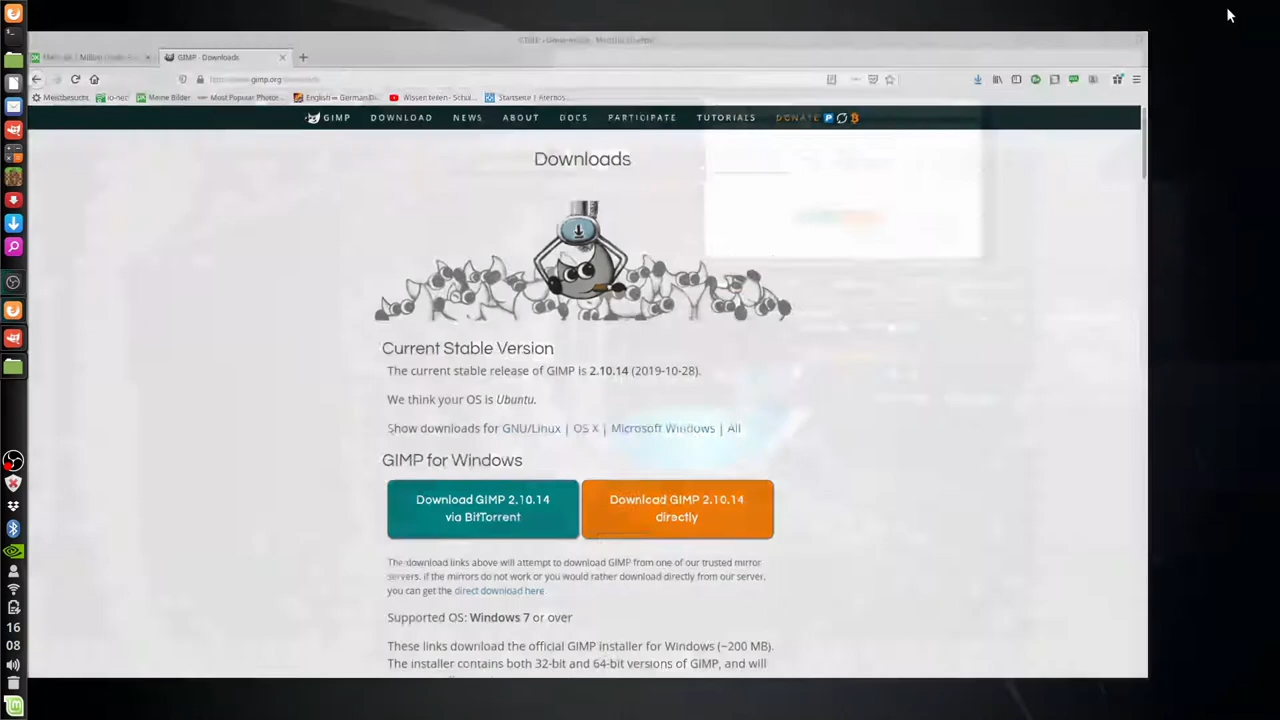 GIMP - Downloads
Meistbesucht
Meine Bilder
Most Popular Photos...
English ↔ German Di...
Wissen teilen - Schul...
Startseite | Aternos...
GIMP DOWNLOAD NEWS ABOUT DOCS PARTICIPATE TUTORIALS DONATE
Downloads
Current Stable Version
The current stable release of GIMP is 2.10.14 (2019-10-28).
We think your OS is Ubuntu.
Show downloads for GNU/Linux | OS X | Microsoft Windows | All
GIMP for Windows
Download GIMP 2.10.14
via BitTorrent
Download GIMP 2.10.14
directly
The download links above will attempt to download GIMP from one of our trusted mirror
servers. If the mirrors do not work or you would rather download directly from our server,
you can get the direct download here.
Supported OS: Windows 7 or over
These links download the official GIMP installer for Windows (~200 MB).
The installer contains both 32-bit and 64-bit versions of GIMP, and will
16
08